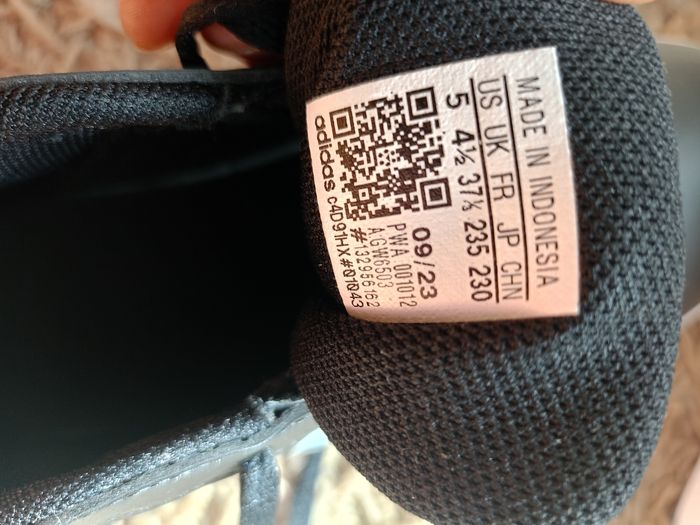 MADE IN INDONESIA
US UK FR JP CHN
5 4½ 37⅓ 235 230
09/23
PWA 001012
A.GW6503
#132956162
adidas c4D91HX#01043